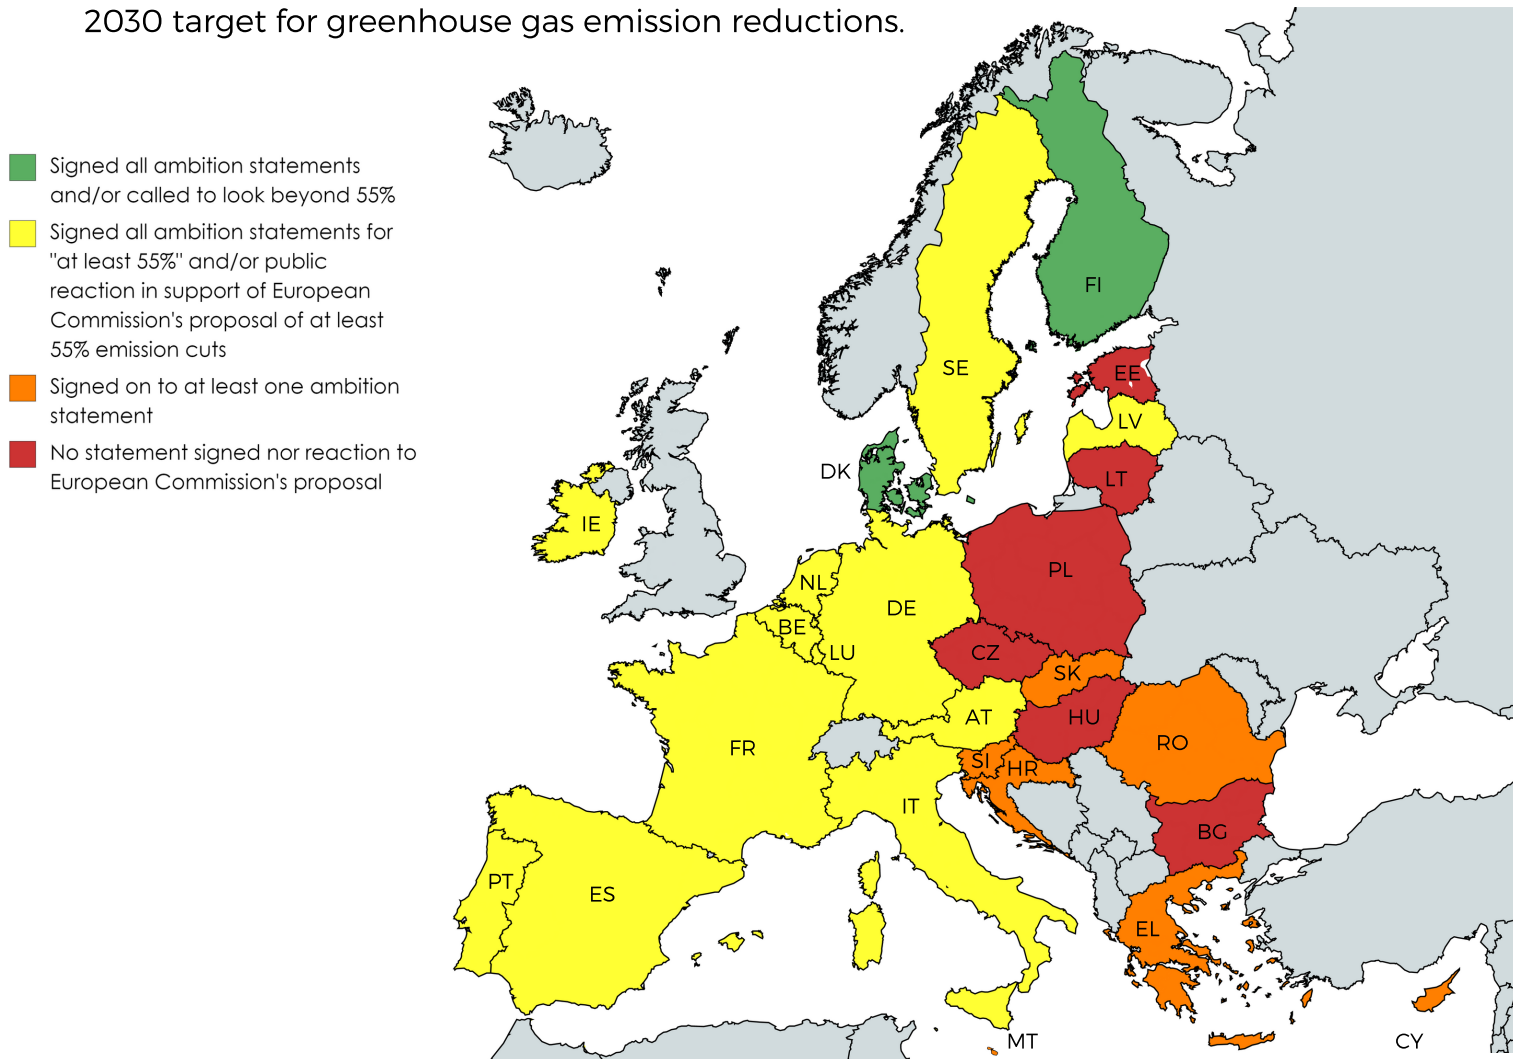 2030 target for greenhouse gas emission reductions.
Signed all ambition statements
and/or called to look beyond 55%
Signed all ambition statements for
"at least 55%" and/or public
reaction in support of European
Commission's proposal of at least
55% emission cuts
Signed on to at least one ambition
statement
No statement signed nor reaction to
European Commission's proposal
FI
SE
EE
LV
DK
LT
IE
PL
NL
DE
BE
LU
CZ
SK
AT
HU
FR
RO
SI
HR
IT
BG
PT
ES
EL
MT
CY